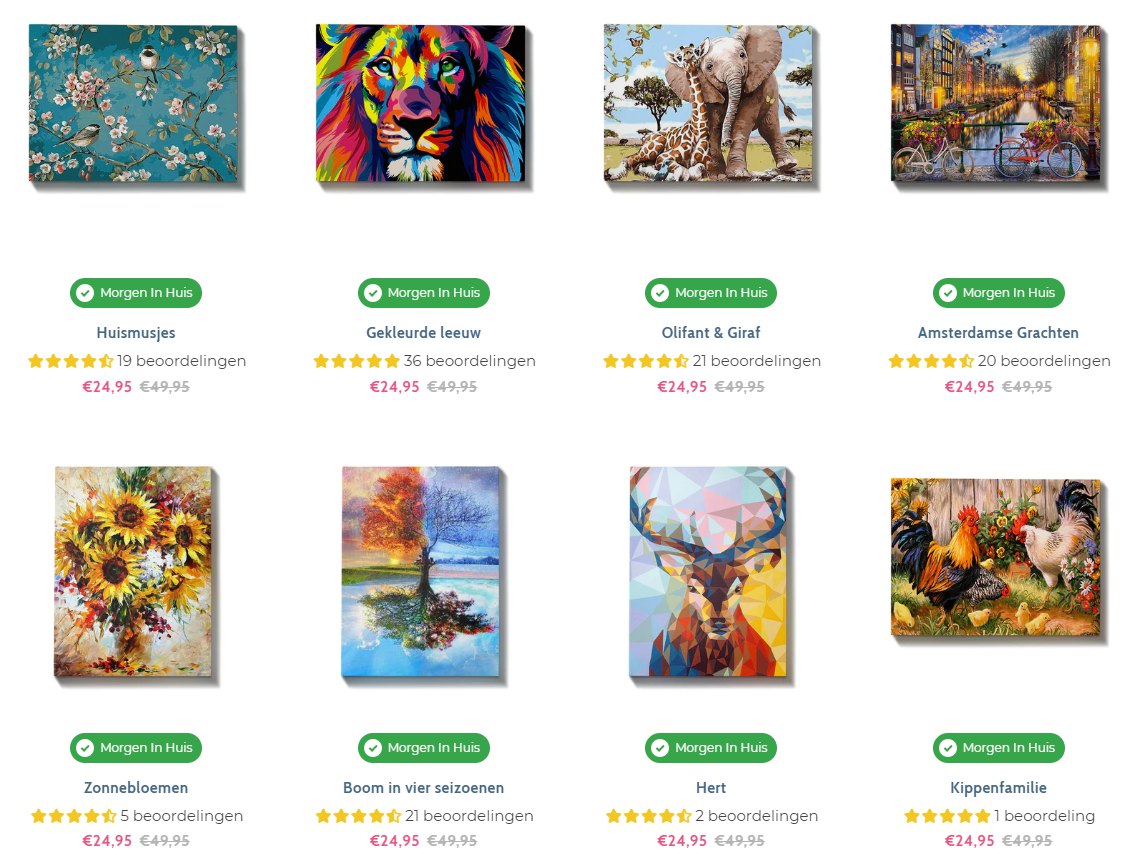 Morgen In Huis
Huismusjes
19 beoordelingen
€24,95 €49,95
Morgen In Huis
Gekleurde leeuw
36 beoordelingen
€24,95 €49,95
Morgen In Huis
Olifant & Giraf
21 beoordelingen
€24,95 €49,95
Morgen In Huis
Amsterdamse Grachten
20 beoordelingen
€24,95 €49,95
Morgen In Huis
Zonnebloemen
5 beoordelingen
€24,95 €49,95
Morgen In Huis
Boom in vier seizoenen
21 beoordelingen
€24,95 €49,95
Morgen In Huis
Hert
2 beoordelingen
€24,95 €49,95
Morgen In Huis
Kippenfamilie
1 beoordeling
€24,95 €49,95